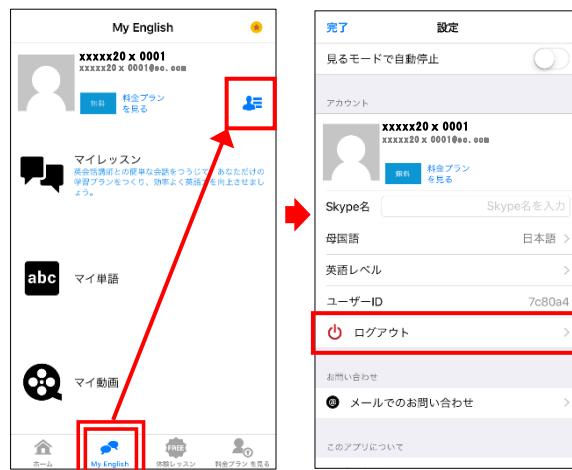 My English
xxxxx20 x 0001
xxxxx20 x 0001@ec.com
無料
料金プラン
を見る
マイレッスン
英会話講師との簡単な会話をつうじて、あなただけの
学習プランをつくり、効率よく英語力を向上させまし
ょう。
abc
マイ単語
マイ動画
ホーム
My English
FREE
体験レッスン
料金プランを見る
完了
設定
見るモードで自動停止
アカウント
xxxxx20 x 0001
xxxxx20 x 0001@ec.com
無料
料金プラン
を見る
Skype名
Skype名を入力
母国語
日本語
英語レベル
ユーザーID
7c80a4
ログアウト
お問い合わせ
@
メールでのお問い合わせ
このアプリについて